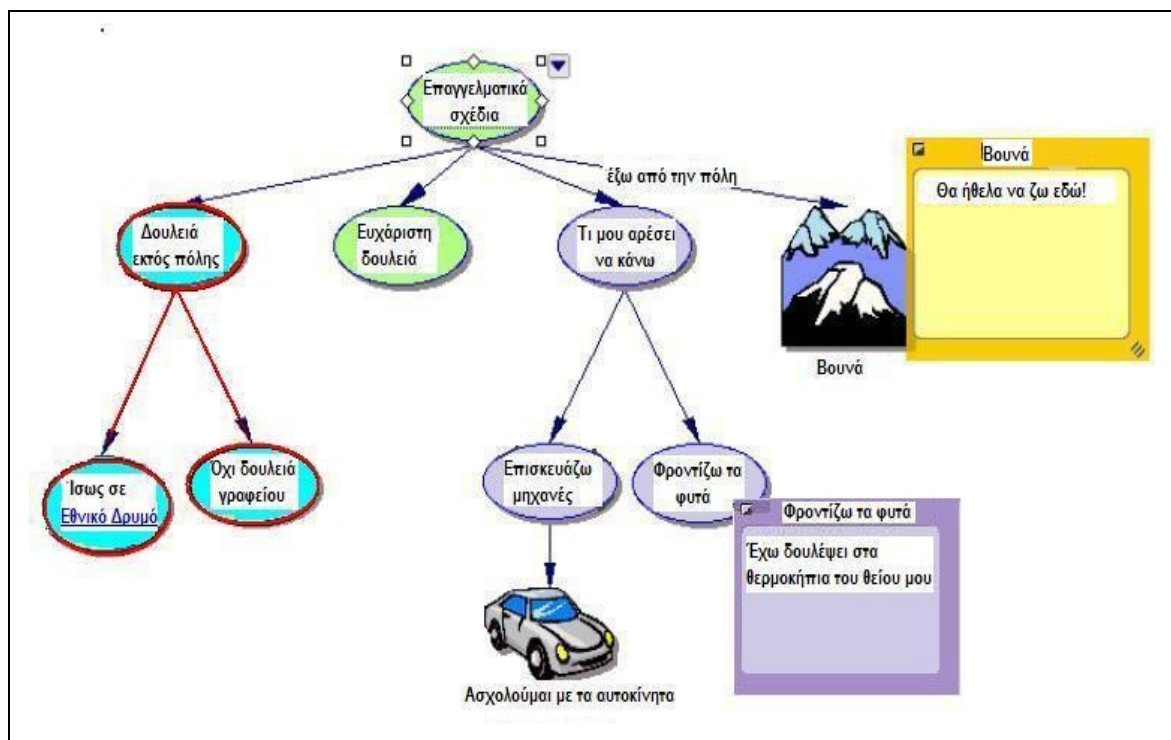 Επαγγελματικά
σχέδια
έξω από την πόλη
Βουνά
Θα ήθελα να ζω εδώ!
Δουλειά
εκτός πόλης
Ευχάριστη
δουλειά
Τι μου αρέσει
να κάνω
Βουνά
Ίσως σε
Εθνικό Δρυμό
Όχι δουλειά
γραφείου
Επισκευάζω
μηχανές
Φροντίζω τα
φυτά
Φροντίζω τα φυτά
Έχω δουλέψει στα
θερμοκήπια του θείου μου
Ασχολούμαι με τα αυτοκίνητα